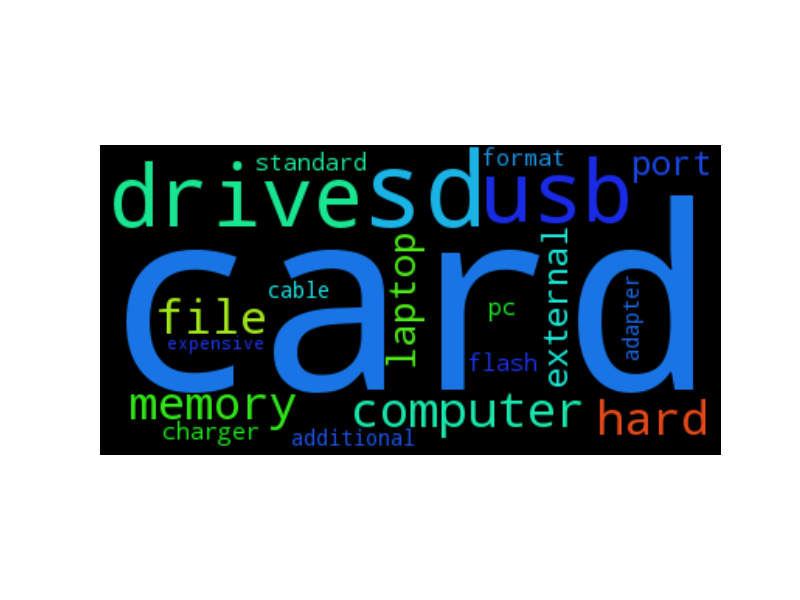 standard
format
port
drive
sd
usb
card
laptop
external
cable
adapter
file
pc
expensive
flash
memory
computer
hard
charger
additional